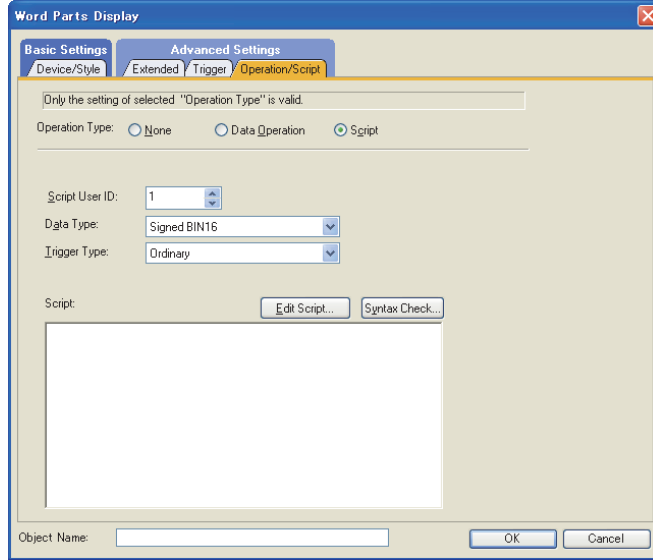 Word Parts Display
Basic Settings
Advanced Settings
Device/Style
Extended
Trigger
Operation/Script
Only the setting of selected "Operation Type" is valid.
Operation Type: None Data Operation Script
Script User ID: 1
Data Type: Signed BIN16
Trigger Type: Ordinary
Script: Edit Script... Syntax Check...
Object Name: OK Cancel